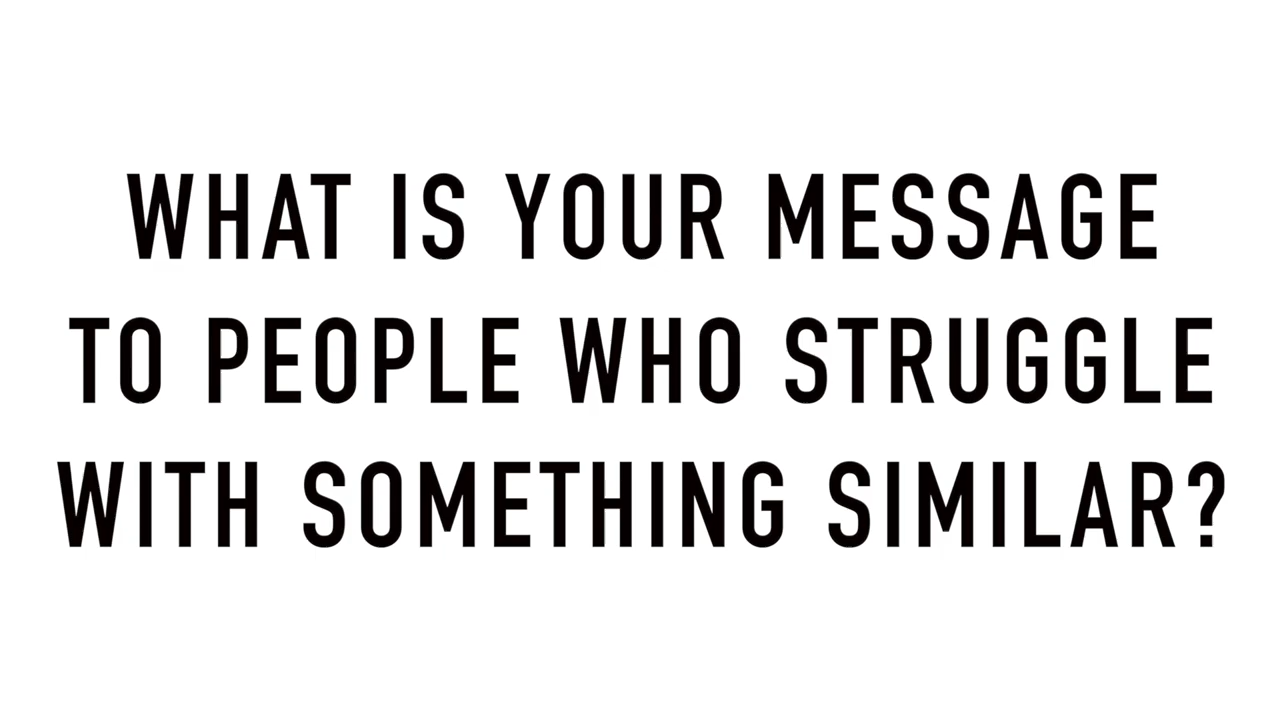 WHAT IS YOUR MESSAGE
TO PEOPLE WHO STRUGGLE
WITH SOMETHING SIMILAR?